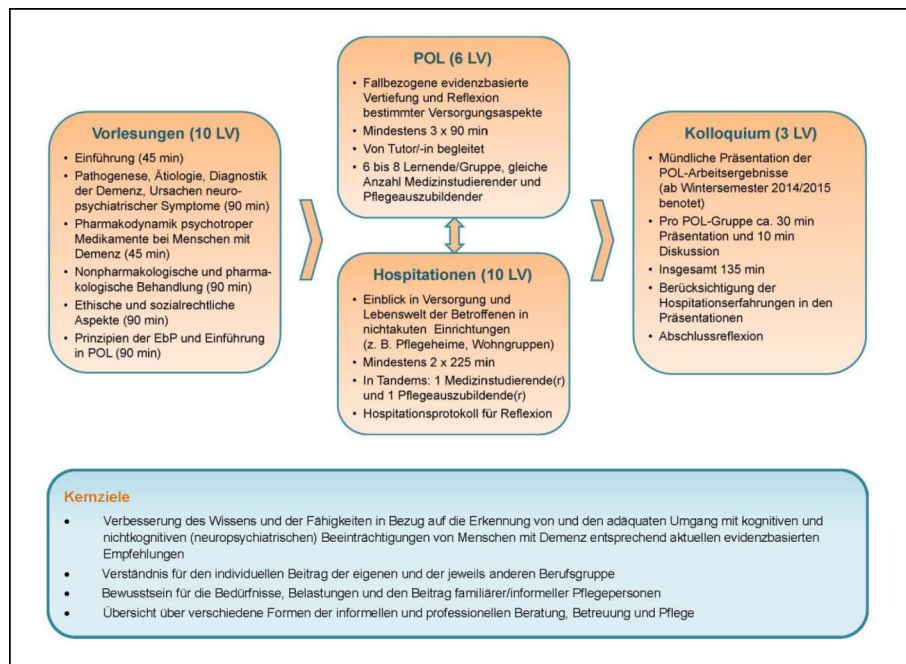 Vorlesungen (10 LV)
• Einführung (45 min)
• Pathogenese, Ätiologie, Diagnostik
der Demenz, Ursachen neuro-
psychiatrischer Symptome (90 min)
• Pharmakodynamik psychotroper
Medikamente bei Menschen mit
Demenz (45 min)
• Nonpharmakologische und pharma-
kologische Behandlung (90 min)
• Ethische und sozialrechtliche
Aspekte (90 min)
• Prinzipien der EbP und Einführung
in POL (90 min)
POL (6 LV)
• Fallbezogene evidenzbasierte
Vertiefung und Reflexion
bestimmter Versorgungsaspekte
• Mindestens 3 x 90 min
• Von Tutor/-in begleitet
• 6 bis 8 Lernende/Gruppe, gleiche
Anzahl Medizinstudierender und
Pflegeauszubildender
Hospitationen (10 LV)
• Einblick in Versorgung und
Lebenswelt der Betroffenen in
nichtakuten Einrichtungen
(z. B. Pflegeheime, Wohngruppen)
• Mindestens 2 x 225 min
• In Tandems: 1 Medizinstudierende(r)
und 1 Pflegeauszubildende(r)
• Hospitationsprotokoll für Reflexion
Kolloquium (3 LV)
• Mündliche Präsentation der
POL-Arbeitsergebnisse
(ab Wintersemester 2014/2015
benotet)
• Pro POL-Gruppe ca. 30 min
Präsentation und 10 min
Diskussion
• Insgesamt 135 min
• Berücksichtigung der
Hospitationserfahrungen in den
Präsentationen
• Abschlussreflexion
Kernziele
• Verbesserung des Wissens und der Fähigkeiten in Bezug auf die Erkennung von und den adäquaten Umgang mit kognitiven und
nichtkognitiven (neuropsychiatrischen) Beeinträchtigungen von Menschen mit Demenz entsprechend aktuellen evidenzbasierten
Empfehlungen
• Verständnis für den individuellen Beitrag der eigenen und der jeweils anderen Berufsgruppe
• Bewusstsein für die Bedürfnisse, Belastungen und den Beitrag familiärer/informeller Pflegepersonen
• Übersicht über verschiedene Formen der informellen und professionellen Beratung, Betreuung und Pflege